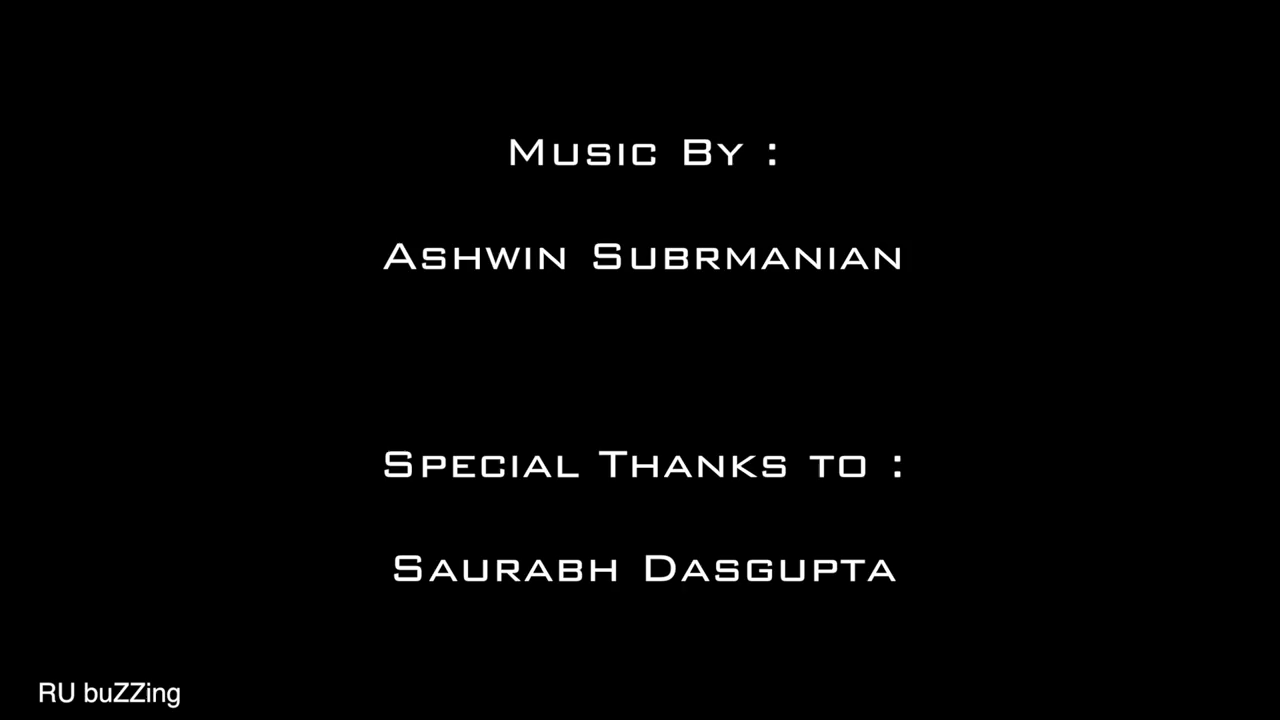 Music By :
Ashwin Subrmanian
Special Thanks to :
Saurabh Dasgupta
RU buZZing